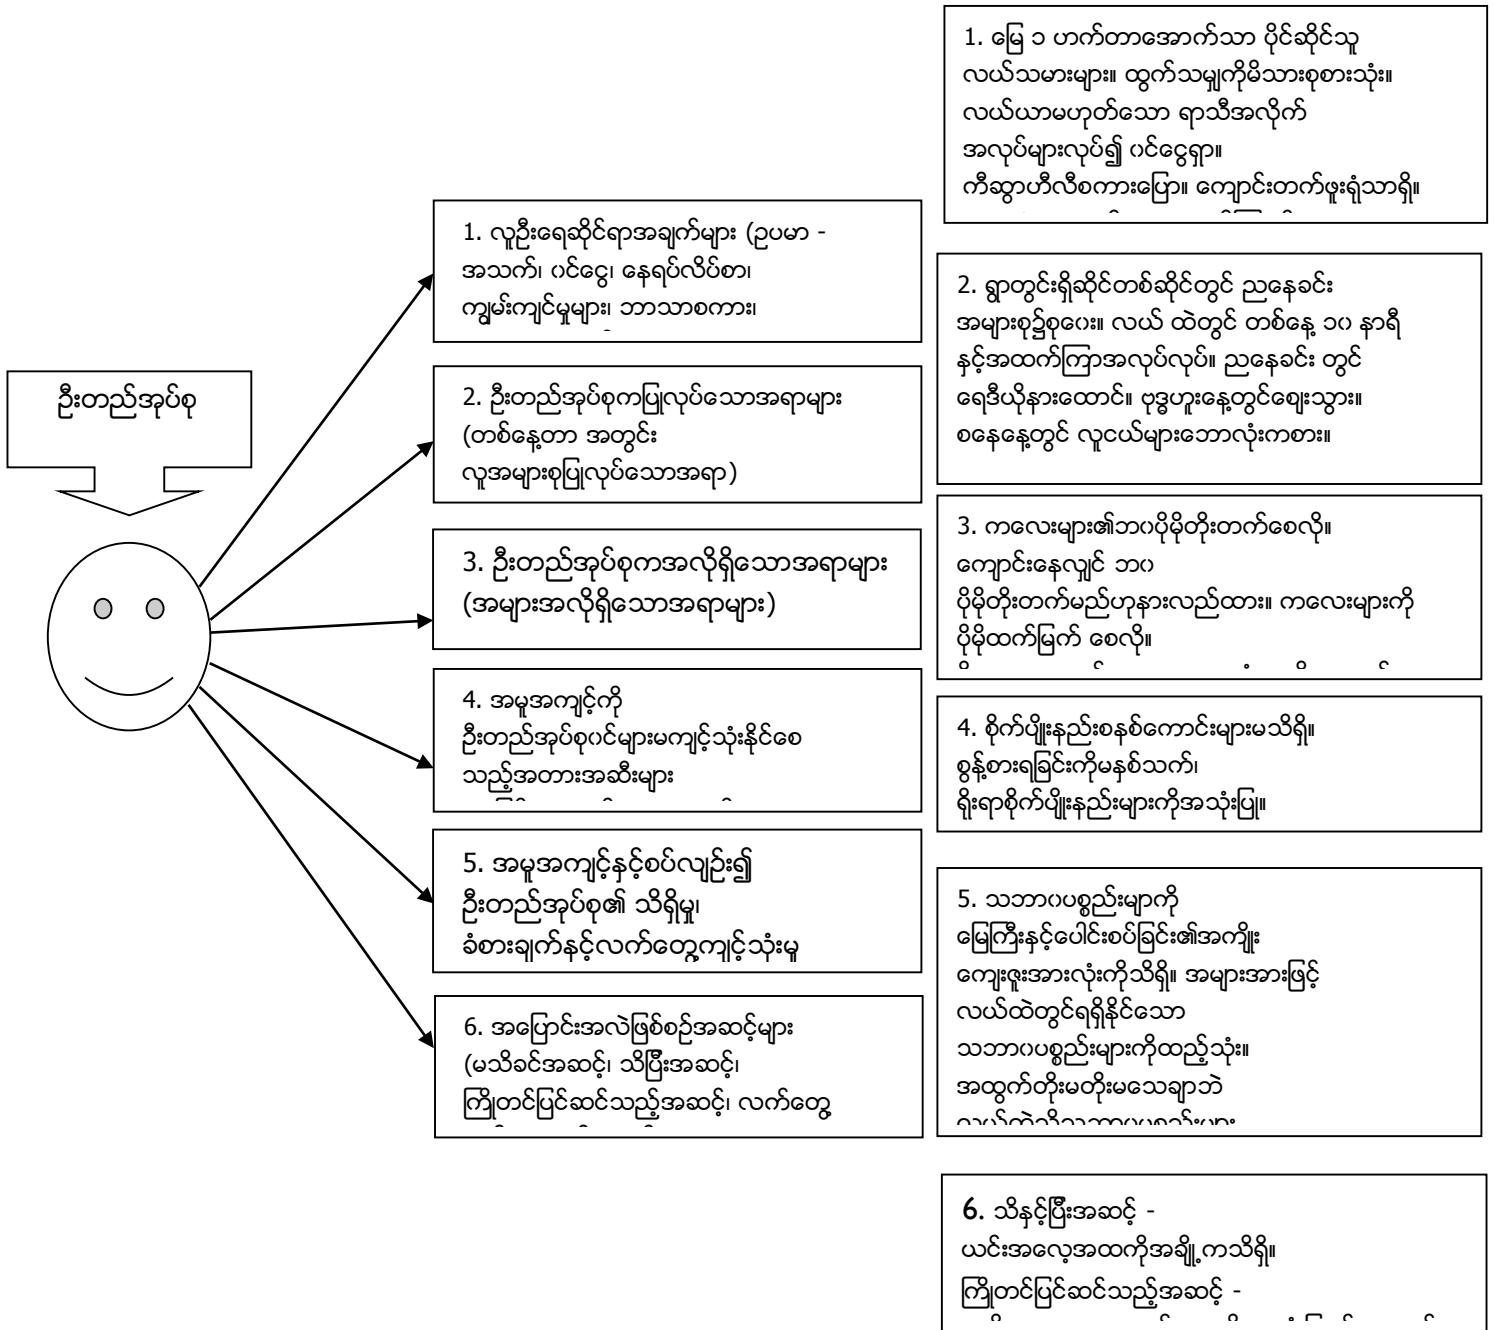 ဦးတည်အုပ်စု
1. လူဦးရေဆိုင်ရာအချက်များ (ဥပမာ -
အသက်၊ ၀င်ငွေ၊ နေရပ်လိပ်စာ၊
ကျွမ်းကျင်မှုများ၊ ဘာသာစကား၊
2. ဦးတည်အုပ်စုကပြုလုပ်သောအရာများ
(တစ်နေ့တာ အတွင်း
လူအများစုပြုလုပ်သောအရာ)
3. ဦးတည်အုပ်စုကအလိုရှိသောအရာများ
(အများအလိုရှိသောအရာများ)
4. အမူအကျင့်ကို
ဦးတည်အုပ်စု၀င်များမကျင့်သုံးနိုင်စေ
သည့်အတားအဆီးများ
5. အမူအကျင့်နှင့်စပ်လျဉ်း၍
ဦးတည်အုပ်စု၏ သိရှိမှု၊
ခံစားချက်နှင့်လက်တွေ့ကျင့်သုံးမှု
6. အပြောင်းအလဲဖြစ်စဉ်အဆင့်များ
(မသိခင်အဆင့်၊ သိပြီးအဆင့်၊
ကြိုတင်ပြင်ဆင်သည့်အဆင့်၊ လက်တွေ့
1. မြေ ၁ ဟက်တာအောက်သာ ပိုင်ဆိုင်သူ
လယ်သမားများ။ ထွက်သမျှကိုမိသားစုစားသုံး။
လယ်ယာမဟုတ်သော ရာသီအလိုက်
အလုပ်များလုပ်၍ ၀င်ငွေရှာ။
ကီဆွာဟီလီစကားပြော။ ကျောင်းတက်ဖူးရုံသာရှိ။
2. ရွာတွင်းရှိဆိုင်တစ်ဆိုင်တွင် ညနေခင်း
အများစု၌စုဝေး။ လယ် ထဲတွင် တစ်နေ့ ၁၀ နာရီ
နှင့်အထက်ကြာအလုပ်လုပ်။ ညနေခင်း တွင်
ရေဒီယိုနားထောင်။ ဗုဒ္ဓဟူးနေ့တွင်စျေးသွား။
စနေနေ့တွင် လူငယ်များဘောလုံးကစား။
3. ကလေးများ၏ဘ၀ပိုမိုတိုးတက်စေလို။
ကျောင်းနေလျှင် ဘ၀
ပိုမိုတိုးတက်မည်ဟုနားလည်ထား။ ကလေးများကို
ပိုမိုထက်မြက် စေလို။
4. စိုက်ပျိုးနည်းစနစ်ကောင်းများမသိရှိ။
စွန့်စားရခြင်းကိုမနှစ်သက်၊
ရိုးရာစိုက်ပျိုးနည်းများကိုအသုံးပြု။
5. သဘာ၀ပစ္စည်းမျာကို
မြေကြီးနှင့်ပေါင်းစပ်ခြင်း၏အကျိုး
ကျေးဇူးအားလုံးကိုသိရှိ။ အများအားဖြင့်
လယ်ထဲတွင်ရရှိနိုင်သော
သဘာ၀ပစ္စည်းများကိုထည့်သုံး။
အထွက်တိုးမတိုးမသေချာဘဲ
6. သိနှင့်ပြီးအဆင့် -
ယင်းအလေ့အထကိုအချို့ကသိရှိ။
ကြိုတင်ပြင်ဆင်သည့်အဆင့် -